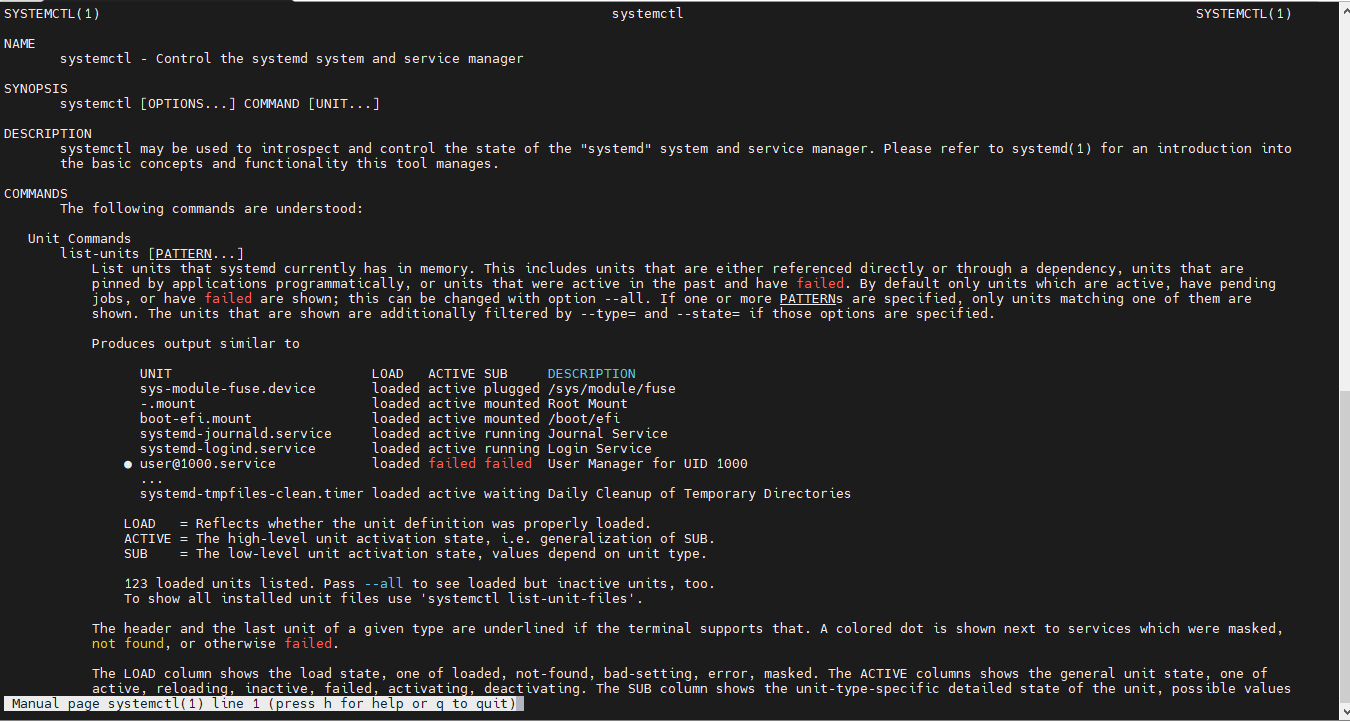 SYSTEMCTL(1) systemctl SYSTEMCTL(1)
NAME
systemctl - Control the systemd system and service manager
SYNOPSIS
systemctl [OPTIONS...] COMMAND [UNIT...]
DESCRIPTION
systemctl may be used to introspect and control the state of the "systemd" system and service manager. Please refer to systemd(1) for an introduction into
the basic concepts and functionality this tool manages.
COMMANDS
The following commands are understood:
Unit Commands
list-units [PATTERN...]
List units that systemd currently has in memory. This includes units that are either referenced directly or through a dependency, units that are
pinned by applications programmatically, or units that were active in the past and have failed. By default only units which are active, have pending
jobs, or have failed are shown; this can be changed with option --all. If one or more PATTERNs are specified, only units matching one of them are
shown. The units that are shown are additionally filtered by --type= and --state= if those options are specified.
Produces output similar to
UNIT LOAD ACTIVE SUB DESCRIPTION
sys-module-fuse.device loaded active plugged /sys/module/fuse
-.mount loaded active mounted Root Mount
boot-efi.mount loaded active mounted /boot/efi
systemd-journald.service loaded active running Journal Service
systemd-logind.service loaded active running Login Service
● user@1000.service loaded failed failed User Manager for UID 1000
...
systemd-tmpfiles-clean.timer loaded active waiting Daily Cleanup of Temporary Directories
LOAD = Reflects whether the unit definition was properly loaded.
ACTIVE = The high-level unit activation state, i.e. generalization of SUB.
SUB = The low-level unit activation state, values depend on unit type.
123 loaded units listed. Pass --all to see loaded but inactive units, too.
To show all installed unit files use 'systemctl list-unit-files'.
The header and the last unit of a given type are underlined if the terminal supports that. A colored dot is shown next to services which were masked,
not found, or otherwise failed.
The LOAD column shows the load state, one of loaded, not-found, bad-setting, error, masked. The ACTIVE columns shows the general unit state, one of
active, reloading, inactive, failed, activating, deactivating. The SUB column shows the unit-type-specific detailed state of the unit, possible values
Manual page systemctl(1) line 1 (press h for help or q to quit)